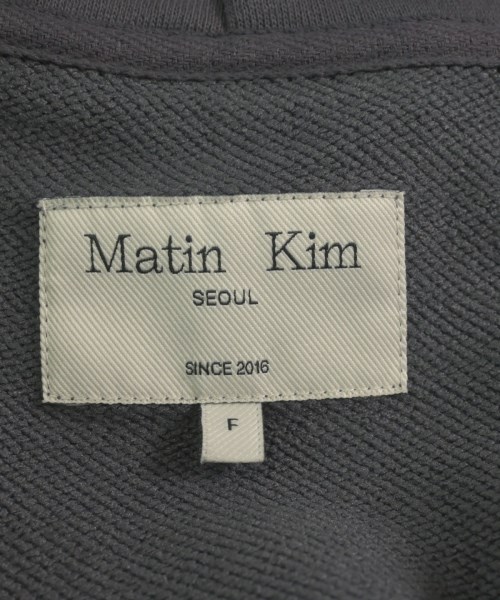 Matin Kim
SEOUL
SINCE 2016
F